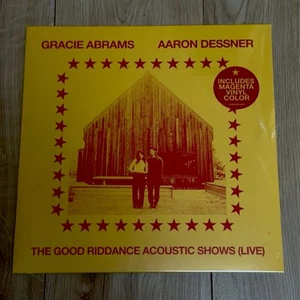 GRACIE ABRAMS AARON DESSNER
INCLUDES
MAGENTA
VINYL
COLOR
THE GOOD RIDDANCE ACOUSTIC SHOWS (LIVE)